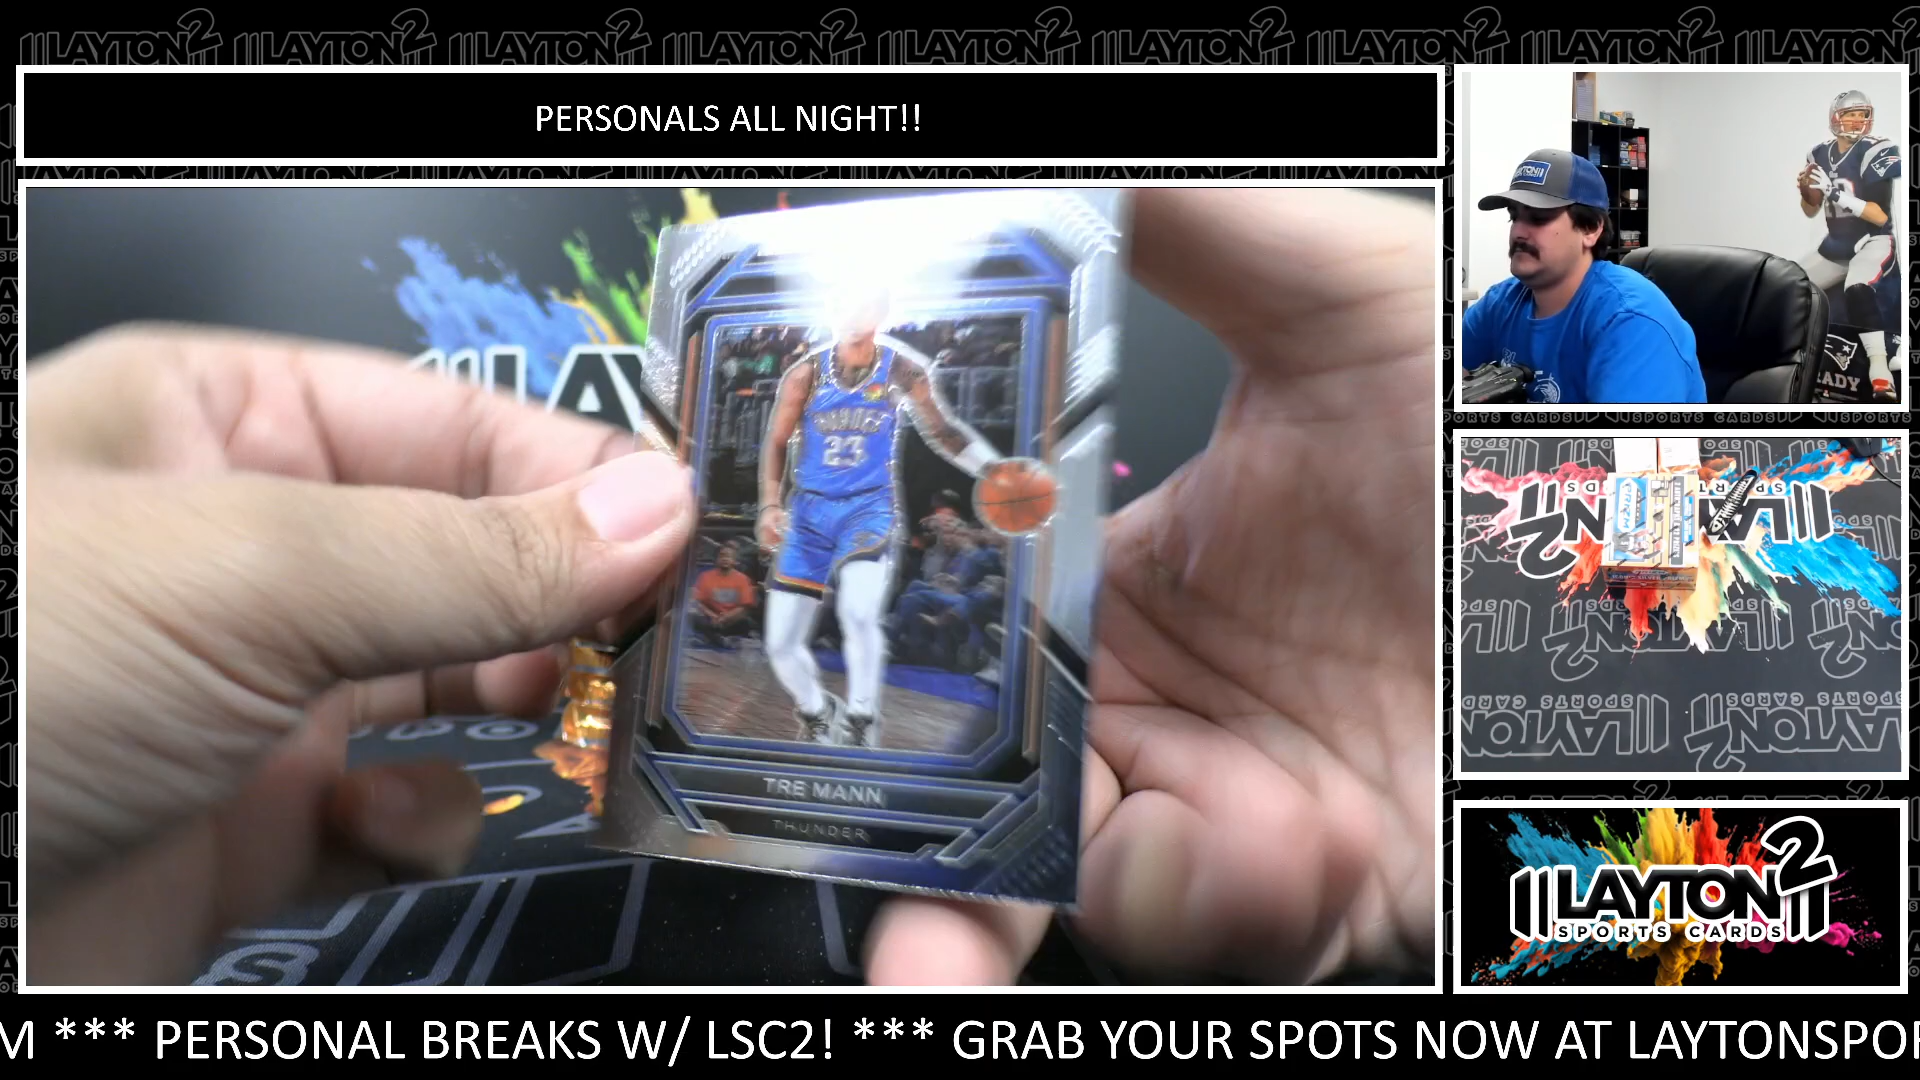 PERSONALS ALL NIGHT!!
THUNDER
23
TRE MANN
THUNDER
LAYTON 2
SPORTS CARDS
M *** PERSONAL BREAKS W/ LSC2! *** GRAB YOUR SPOTS NOW AT LAYTONSPOR